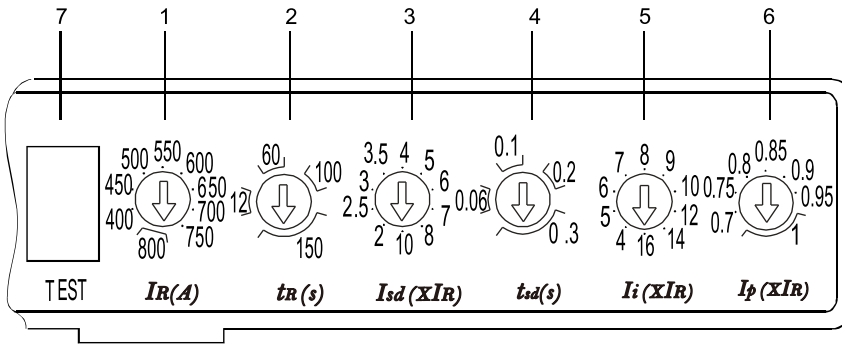 7 1 2 3 4 5 6
400 450 500 550 600 650 700 750 800
12 60 100 150
2 2.5 3 3.5 4 5 6 7 8 10
0.06 0.1 0.2 0.3
4 5 6 7 8 9 10 12 14 16
0.7 0.75 0.8 0.85 0.9 0.95 1
TEST IR(A) tR(s) Isd(XIR) tsd(s) Ii(XIR) Ip(XIR)